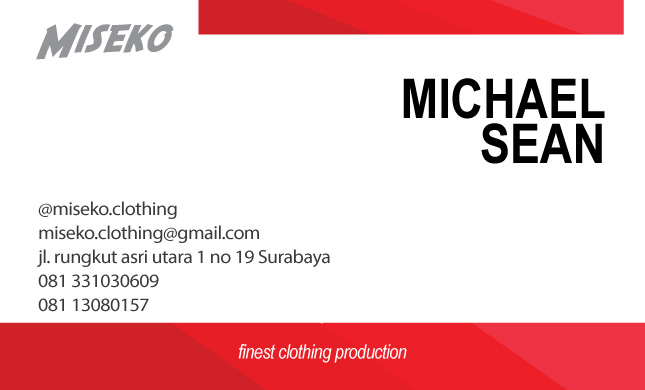 MISEKO
MICHAEL
SEAN
@miseko.clothing
miseko.clothing@gmail.com
jl. rungkut asri utara 1 no 19 Surabaya
081 331030609
081 13080157
finest clothing production